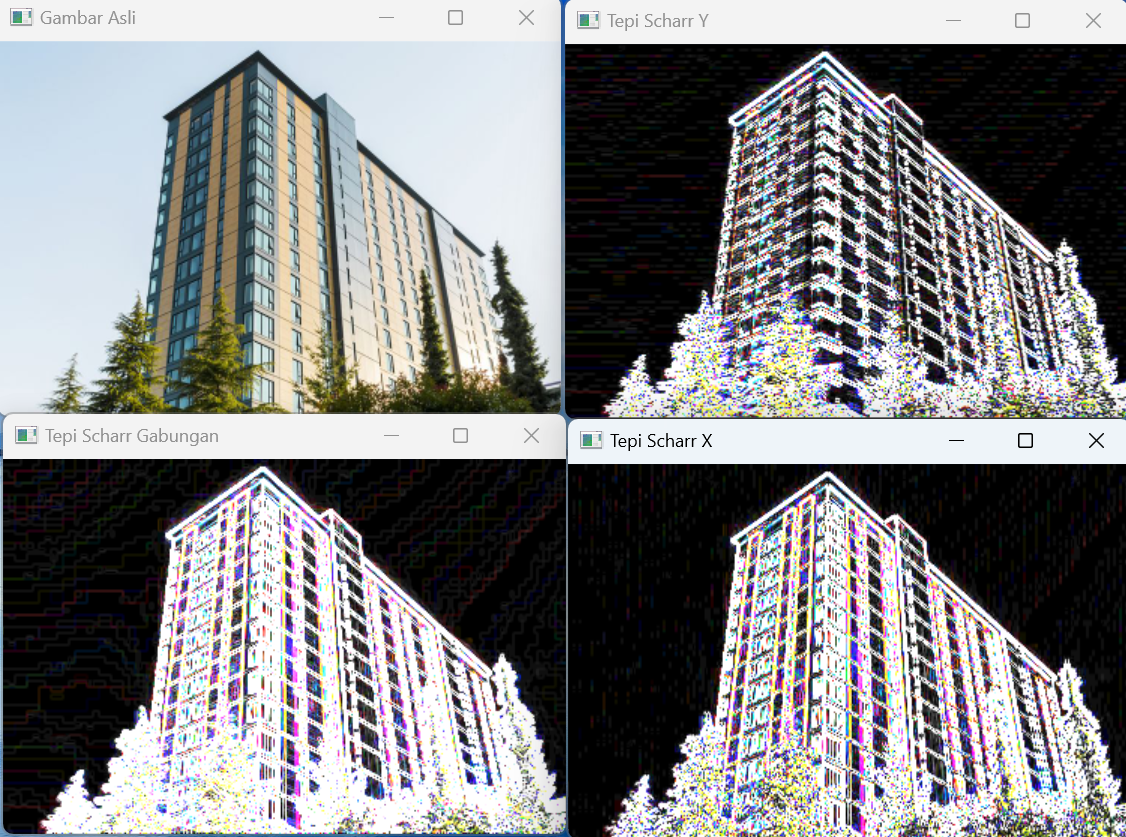 Gambar Asli
Tepi Scharr Y
Tepi Scharr Gabungan
Tepi Scharr X